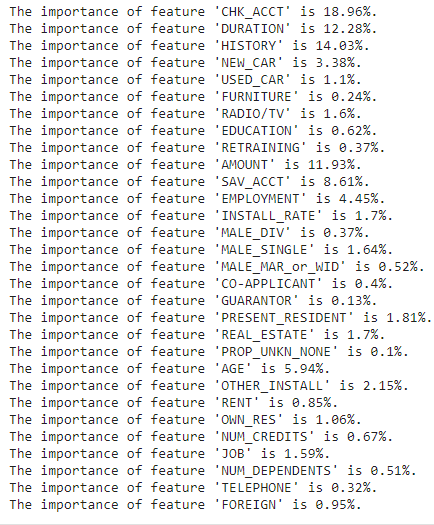 The importance of feature 'CHK_ACCT' is 18.96%.
The importance of feature 'DURATION' is 12.28%.
The importance of feature 'HISTORY' is 14.03%.
The importance of feature 'NEW_CAR' is 3.38%.
The importance of feature 'USED_CAR' is 1.1%.
The importance of feature 'FURNITURE' is 0.24%.
The importance of feature 'RADIO/TV' is 1.6%.
The importance of feature 'EDUCATION' is 0.62%.
The importance of feature 'RETRAINING' is 0.37%.
The importance of feature 'AMOUNT' is 11.93%.
The importance of feature 'SAV_ACCT' is 8.61%.
The importance of feature 'EMPLOYMENT' is 4.45%.
The importance of feature 'INSTALL_RATE' is 1.7%.
The importance of feature 'MALE_DIV' is 0.37%.
The importance of feature 'MALE_SINGLE' is 1.64%.
The importance of feature 'MALE_MAR_or_WID' is 0.52%.
The importance of feature 'CO-APPLICANT' is 0.4%.
The importance of feature 'GUARANTOR' is 0.13%.
The importance of feature 'PRESENT_RESIDENT' is 1.81%.
The importance of feature 'REAL_ESTATE' is 1.7%.
The importance of feature 'PROP_UNKN_NONE' is 0.1%.
The importance of feature 'AGE' is 5.94%.
The importance of feature 'OTHER_INSTALL' is 2.15%.
The importance of feature 'RENT' is 0.85%.
The importance of feature 'OWN_RES' is 1.06%.
The importance of feature 'NUM_CREDITS' is 0.67%.
The importance of feature 'JOB' is 1.59%.
The importance of feature 'NUM_DEPENDENTS' is 0.51%.
The importance of feature 'TELEPHONE' is 0.32%.
The importance of feature 'FOREIGN' is 0.95%.